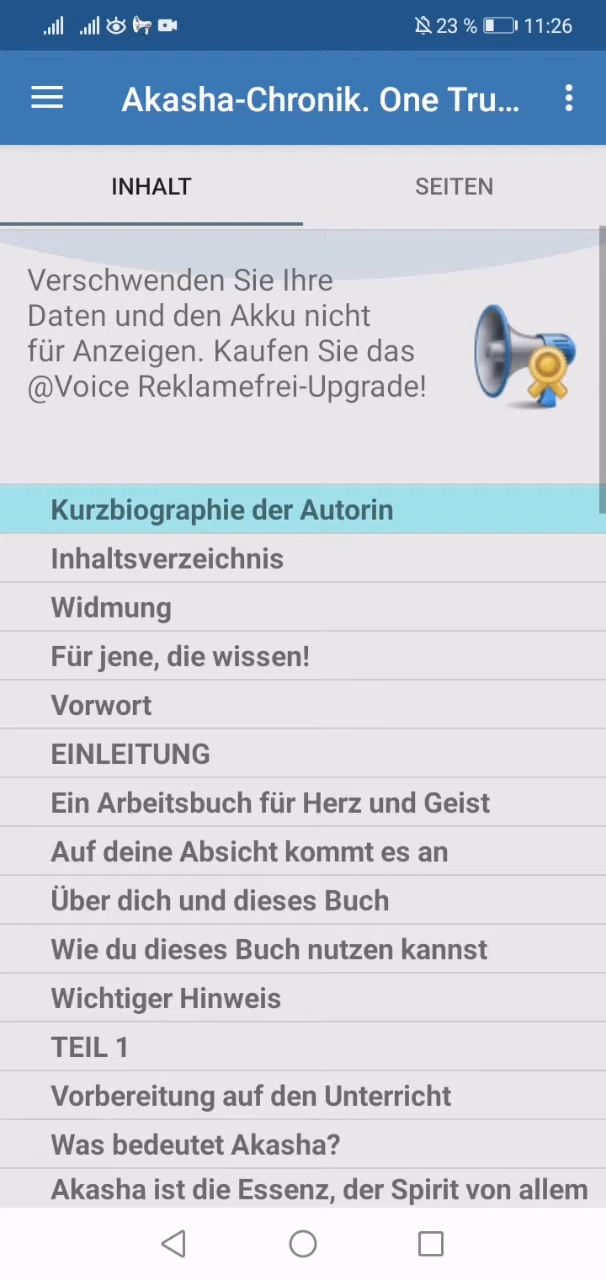 23 % 11:26
Akasha-Chronik. One Tru...
INHALT SEITEN
Verschwenden Sie Ihre
Daten und den Akku nicht
für Anzeigen. Kaufen Sie das
@Voice Reklamefrei-Upgrade!
Kurzbiographie der Autorin
Inhaltsverzeichnis
Widmung
Für jene, die wissen!
Vorwort
EINLEITUNG
Ein Arbeitsbuch für Herz und Geist
Auf deine Absicht kommt es an
Über dich und dieses Buch
Wie du dieses Buch nutzen kannst
Wichtiger Hinweis
TEIL 1
Vorbereitung auf den Unterricht
Was bedeutet Akasha?
Akasha ist die Essenz, der Spirit von allem